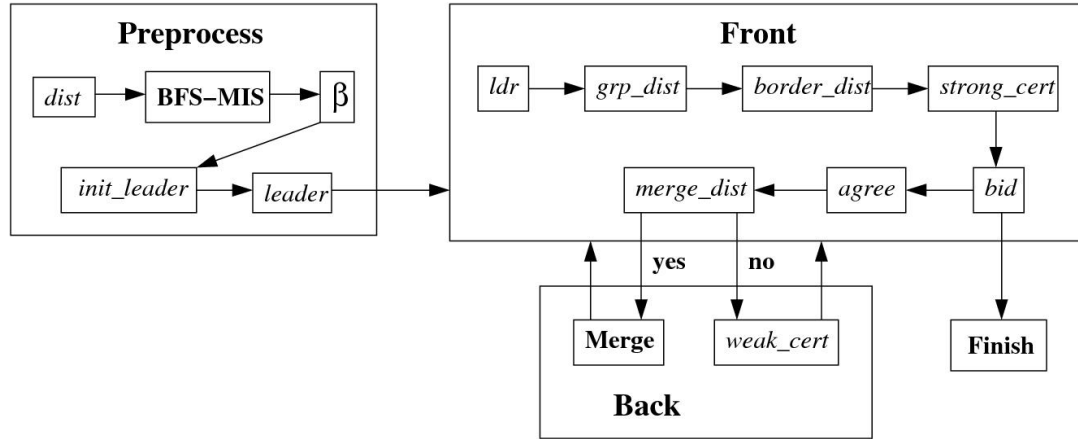 Preprocess
dist
BFS–MIS
β
init_leader
leader
Front
ldr
grp_dist
border_dist
strong_cert
merge_dist
agree
bid
yes
no
Merge
weak_cert
Back
Finish